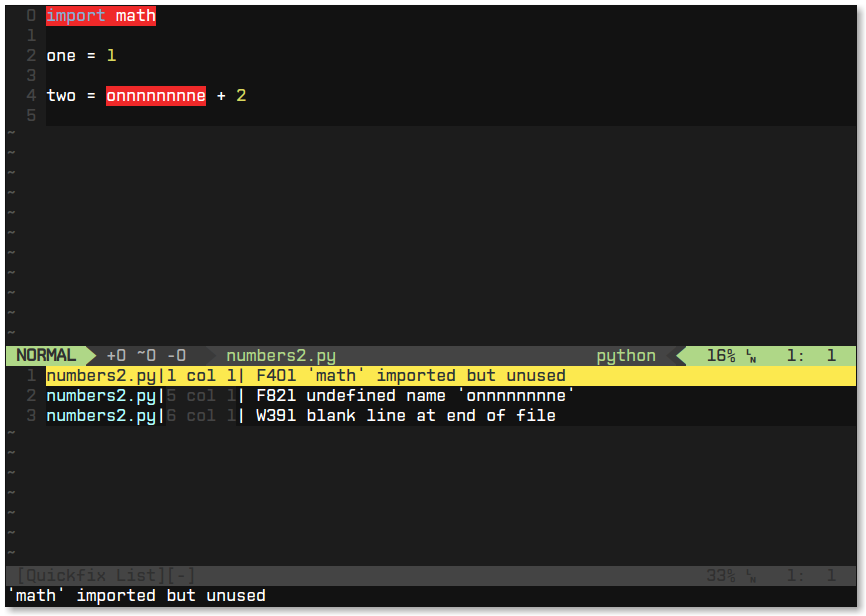 0 import math
1
2 one = 1
3
4 two = onnnnnnnne + 2
5
~
~
~
~
~
~
~
~
~
~
~
NORMAL +0 ~0 -0 numbers2.py python 16% ␤ 1: 1
1 numbers2.py|1 col 1| F401 'math' imported but unused
2 numbers2.py|5 col 1| F821 undefined name 'onnnnnnnne'
3 numbers2.py|6 col 1| W391 blank line at end of file
~
~
~
~
~
~
~
[Quickfix List][-] 33% ␤ 1: 1
'math' imported but unused